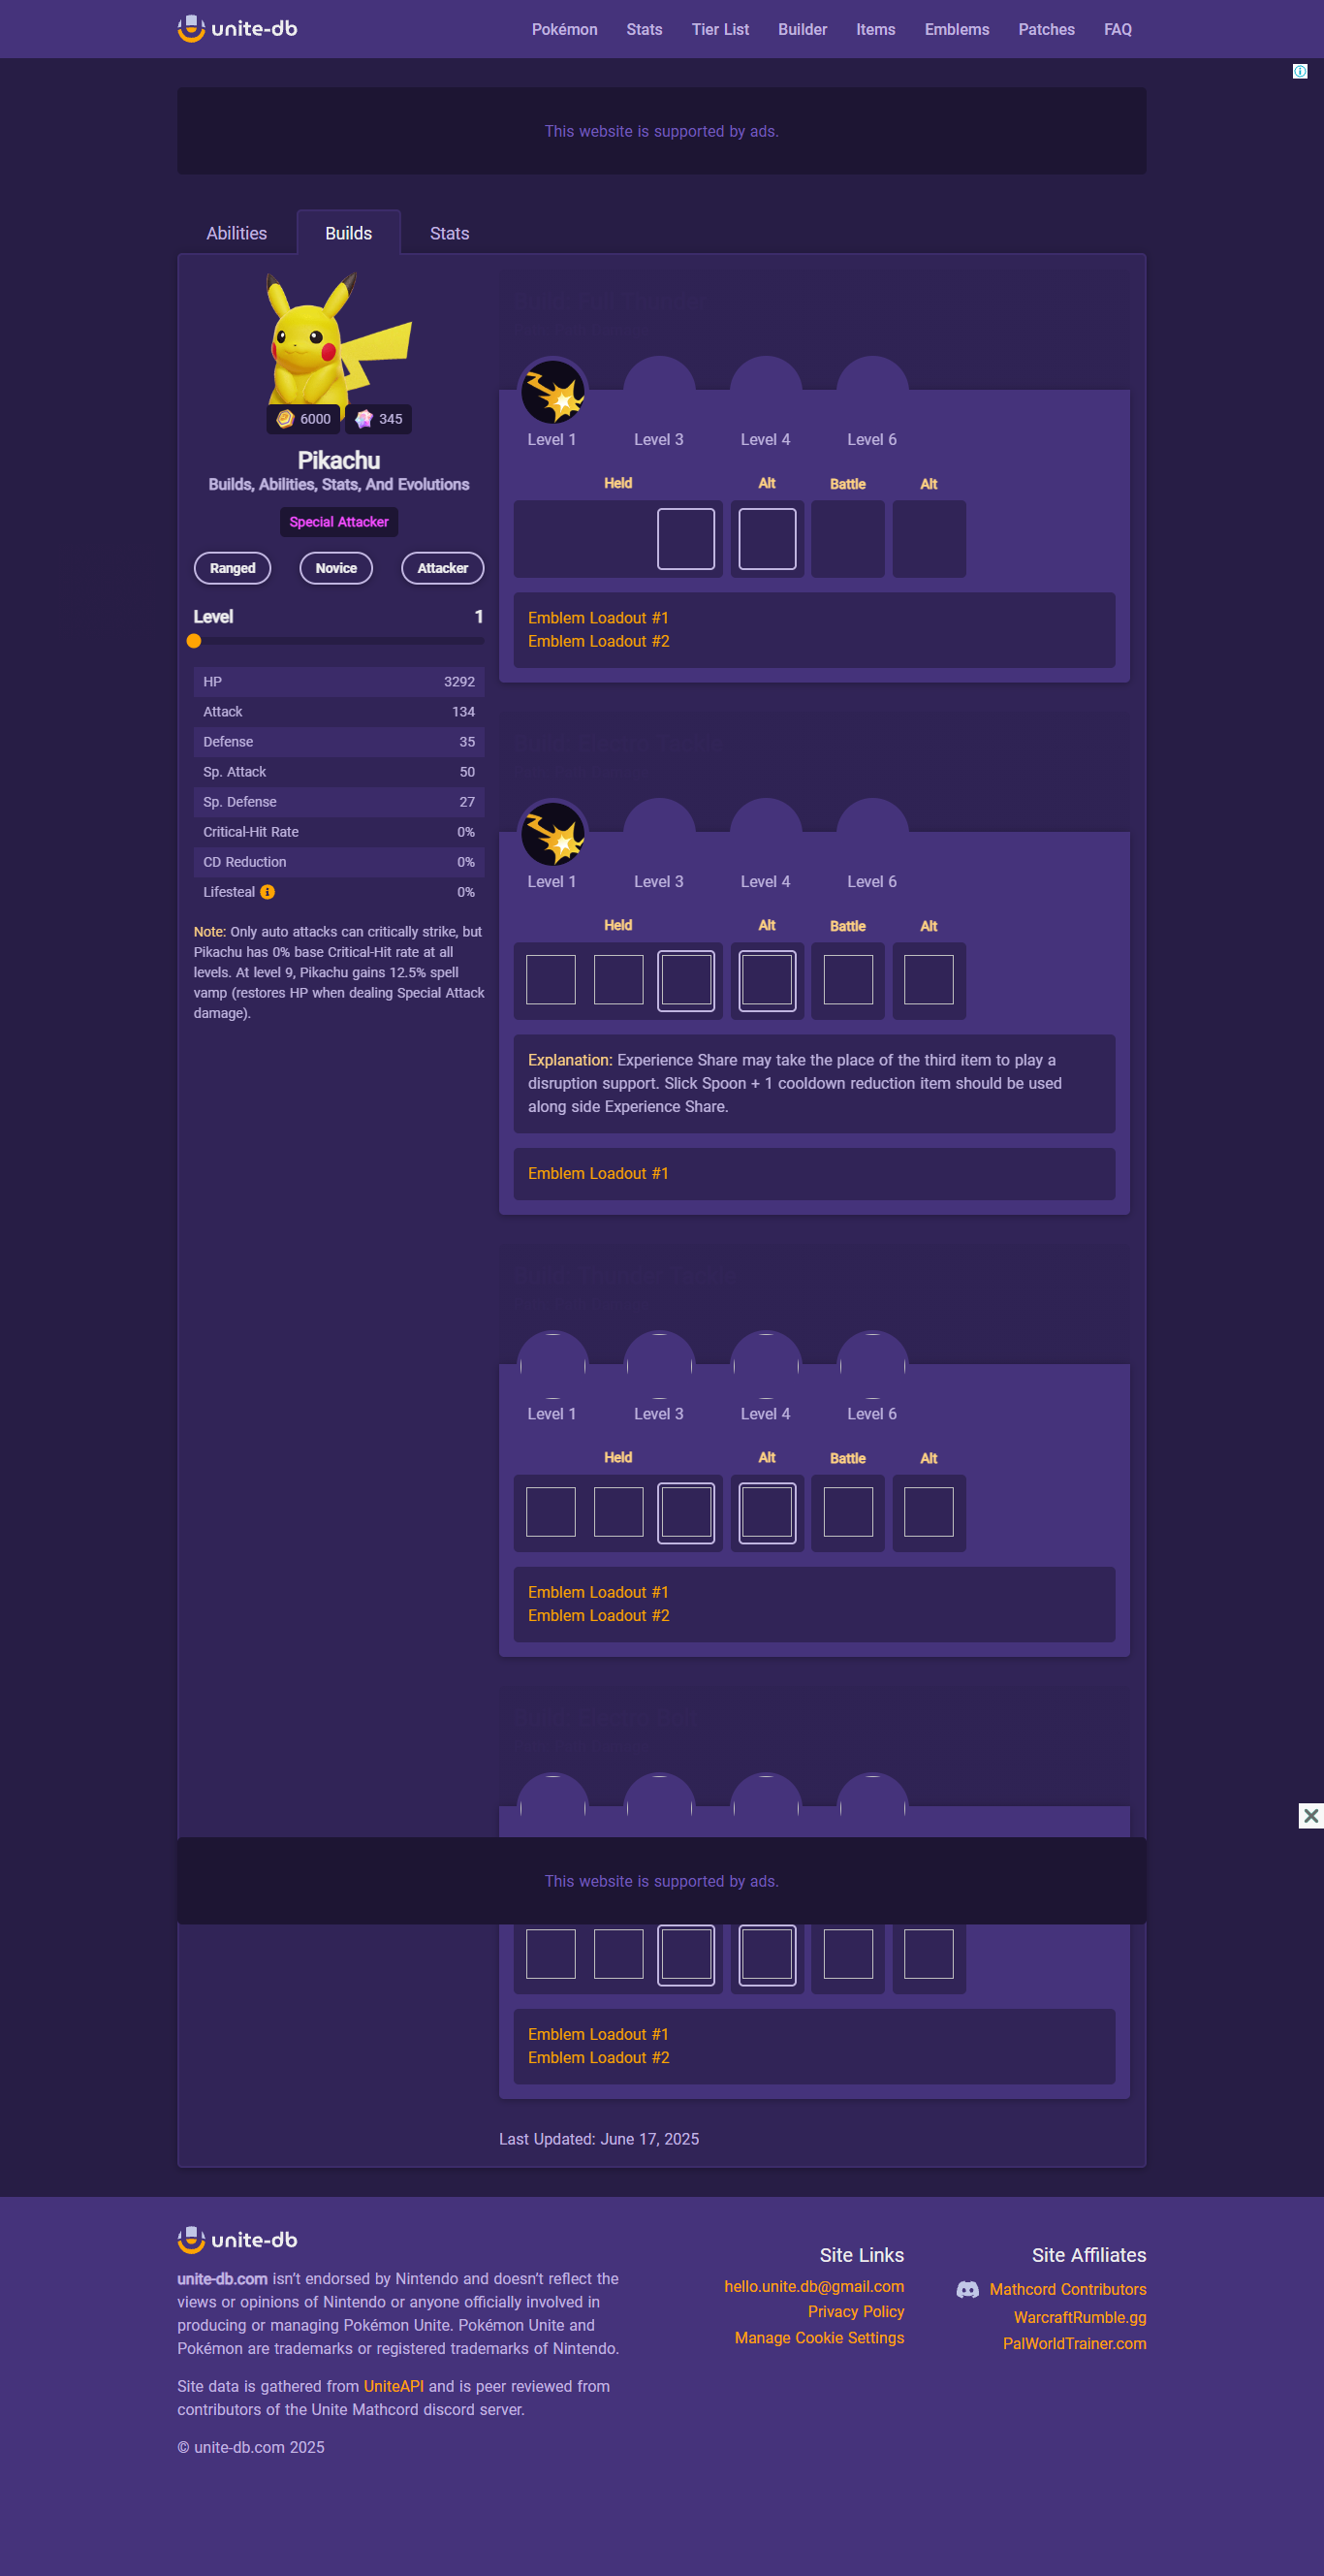 unite-db
Pokémon Stats Tier List Builder Items Emblems Patches FAQ
This website is supported by ads.
Abilities Builds Stats
6000 345
Pikachu
Builds, Abilities, Stats, And Evolutions
Special Attacker
Ranged Novice Attacker
Level 1
HP 3292
Attack 134
Defense 35
Sp. Attack 50
Sp. Defense 27
Critical-Hit Rate 0%
CD Reduction 0%
Lifesteal 0%
Note: Only auto attacks can critically strike, but
Pikachu has 0% base Critical-Hit rate at all
levels. At level 9, Pikachu gains 12.5% spell
vamp (restores HP when dealing Special Attack
damage).
Level 1 Level 3 Level 4 Level 6
Held Alt Battle Alt
Emblem Loadout #1
Emblem Loadout #2
Level 1 Level 3 Level 4 Level 6
Held Alt Battle Alt
Explanation: Experience Share may take the place of the third item to play a
disruption support. Slick Spoon + 1 cooldown reduction item should be used
along side Experience Share.
Emblem Loadout #1
Level 1 Level 3 Level 4 Level 6
Held Alt Battle Alt
Emblem Loadout #1
Emblem Loadout #2
This website is supported by ads.
Emblem Loadout #1
Emblem Loadout #2
Last Updated: June 17, 2025
unite-db
unite-db.com isn’t endorsed by Nintendo and doesn’t reflect the
views or opinions of Nintendo or anyone officially involved in
producing or managing Pokémon Unite. Pokémon Unite and
Pokémon are trademarks or registered trademarks of Nintendo.
Site data is gathered from UniteAPI and is peer reviewed from
contributors of the Unite Mathcord discord server.
© unite-db.com 2025
Site Links
hello.unite.db@gmail.com
Privacy Policy
Manage Cookie Settings
Site Affiliates
Mathcord Contributors
WarcraftRumble.gg
PalWorldTrainer.com